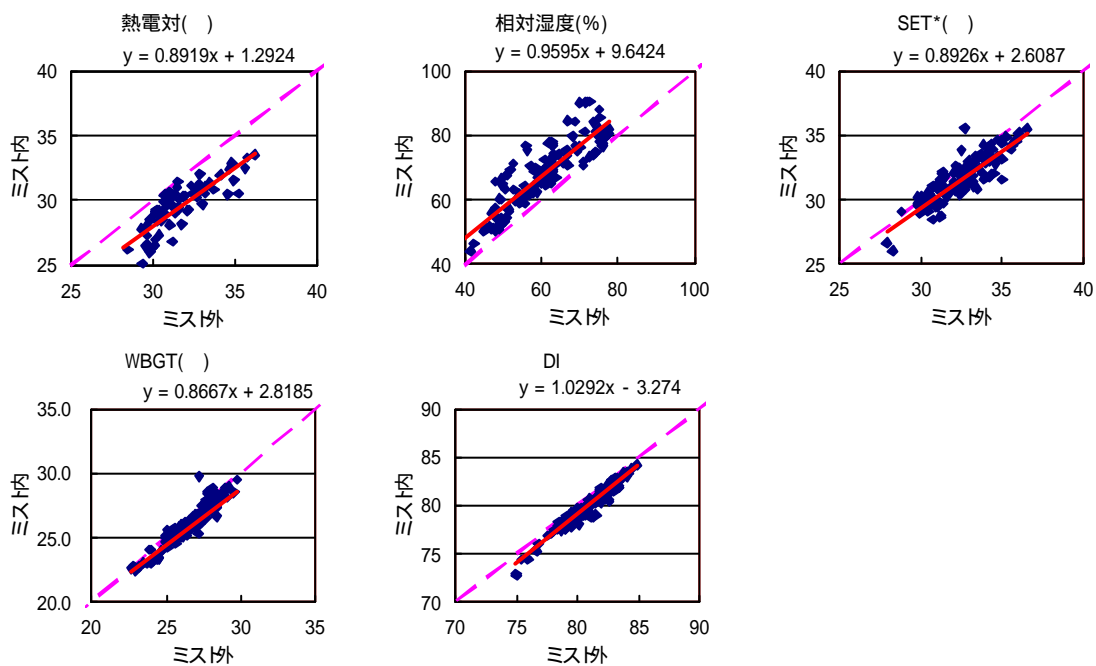 熱電対( )
y = 0.8919x + 1.2924
40
35
30
25
25 30 35 40
ミスト内
ミスト外
相対湿度(%)
y = 0.9595x + 9.6424
100
80
60
40
40 60 80 100
ミスト内
ミスト外
SET*( )
y = 0.8926x + 2.6087
40
35
30
25
25 30 35 40
ミスト内
ミスト外
WBGT( )
y = 0.8667x + 2.8185
35.0
30.0
25.0
20.0
20 25 30 35
ミスト内
ミスト外
DI
y = 1.0292x - 3.274
90
85
80
75
70
70 75 80 85 90
ミスト内
ミスト外